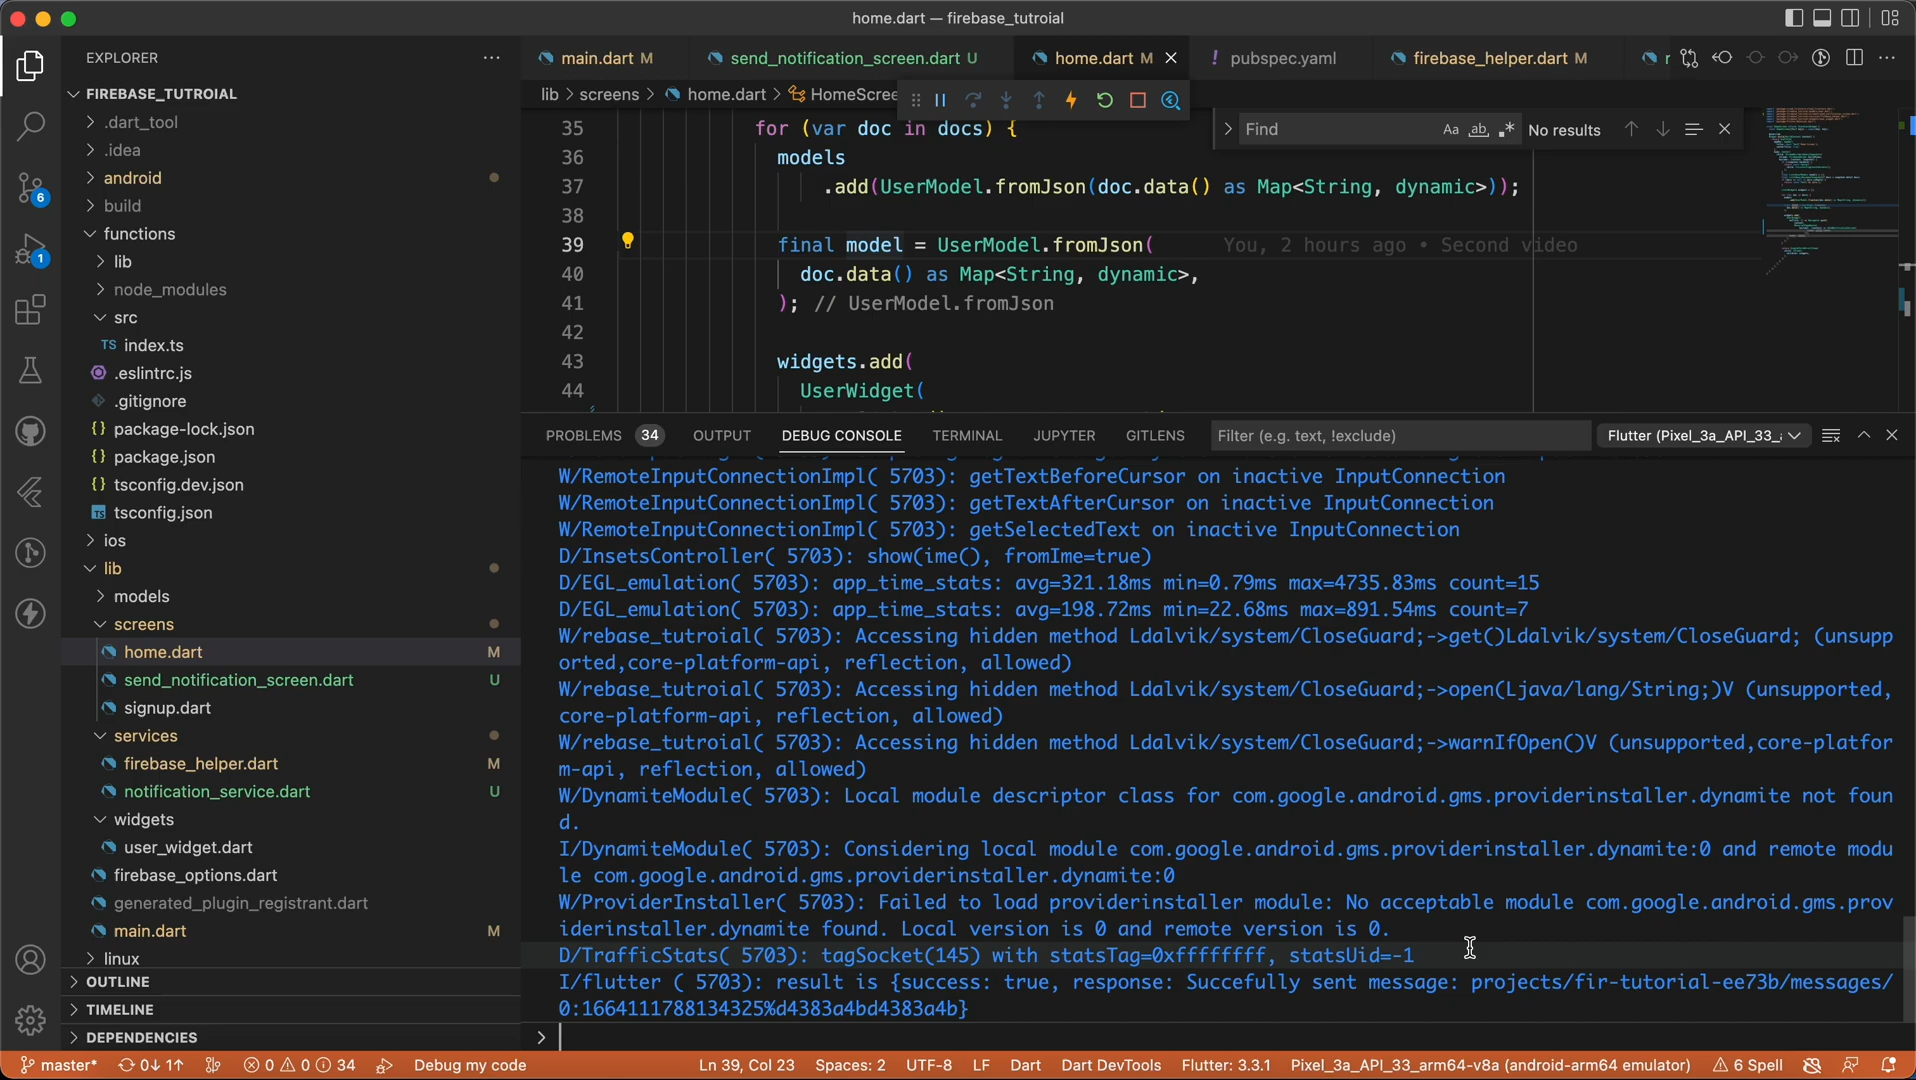 home.dart — firebase_tutroial
EXPLORER
FIREBASE_TUTROIAL
.dart_tool
.idea
android
build
functions
lib
node_modules
src
TS index.ts
.eslintrc.js
.gitignore
{} package-lock.json
{} package.json
{} tsconfig.dev.json
TS tsconfig.json
ios
lib
models
screens
home.dart M
send_notification_screen.dart U
signup.dart
services
firebase_helper.dart M
notification_service.dart U
widgets
user_widget.dart
firebase_options.dart
generated_plugin_registrant.dart
main.dart M
linux
OUTLINE
TIMELINE
DEPENDENCIES
6
1
main.dart M
send_notification_screen.dart U
home.dart M
! pubspec.yaml
firebase_helper.dart M
r
lib > screens > home.dart > HomeScree
Find
Aa ab .* No results
35 for (var doc in docs) {
36 models
37 .add(UserModel.fromJson(doc.data() as Map<String, dynamic>));
38
39 final model = UserModel.fromJson( You, 2 hours ago • Second video
40 doc.data() as Map<String, dynamic>,
41 ); // UserModel.fromJson
42
43 widgets.add(
44 UserWidget(
PROBLEMS 34 OUTPUT DEBUG CONSOLE TERMINAL JUPYTER GITLENS
Filter (e.g. text, !exclude)
Flutter (Pixel_3a_API_33_
W/RemoteInputConnectionImpl( 5703): getTextBeforeCursor on inactive InputConnection
W/RemoteInputConnectionImpl( 5703): getTextAfterCursor on inactive InputConnection
W/RemoteInputConnectionImpl( 5703): getSelectedText on inactive InputConnection
D/InsetsController( 5703): show(ime(), fromIme=true)
D/EGL_emulation( 5703): app_time_stats: avg=321.18ms min=0.79ms max=4735.83ms count=15
D/EGL_emulation( 5703): app_time_stats: avg=198.72ms min=22.68ms max=891.54ms count=7
W/rebase_tutroial( 5703): Accessing hidden method Ldalvik/system/CloseGuard;->get()Ldalvik/system/CloseGuard; (unsupp
orted,core-platform-api, reflection, allowed)
W/rebase_tutroial( 5703): Accessing hidden method Ldalvik/system/CloseGuard;->open(Ljava/lang/String;)V (unsupported,
core-platform-api, reflection, allowed)
W/rebase_tutroial( 5703): Accessing hidden method Ldalvik/system/CloseGuard;->warnIfOpen()V (unsupported,core-platfor
m-api, reflection, allowed)
W/DynamiteModule( 5703): Local module descriptor class for com.google.android.gms.providerinstaller.dynamite not foun
d.
I/DynamiteModule( 5703): Considering local module com.google.android.gms.providerinstaller.dynamite:0 and remote modu
le com.google.android.gms.providerinstaller.dynamite:0
W/ProviderInstaller( 5703): Failed to load providerinstaller module: No acceptable module com.google.android.gms.prov
iderinstaller.dynamite found. Local version is 0 and remote version is 0.
D/TrafficStats( 5703): tagSocket(145) with statsTag=0xffffffff, statsUid=-1
I/flutter ( 5703): result is {success: true, response: Succefully sent message: projects/fir-tutorial-ee73b/messages/
0:1664111788134325%d4383a4bd4383a4b}
>
master* 0↓ 1↑ 0 0 34 Debug my code Ln 39, Col 23 Spaces: 2 UTF-8 LF Dart Dart DevTools Flutter: 3.3.1 Pixel_3a_API_33_arm64-v8a (android-arm64 emulator) 6 Spell